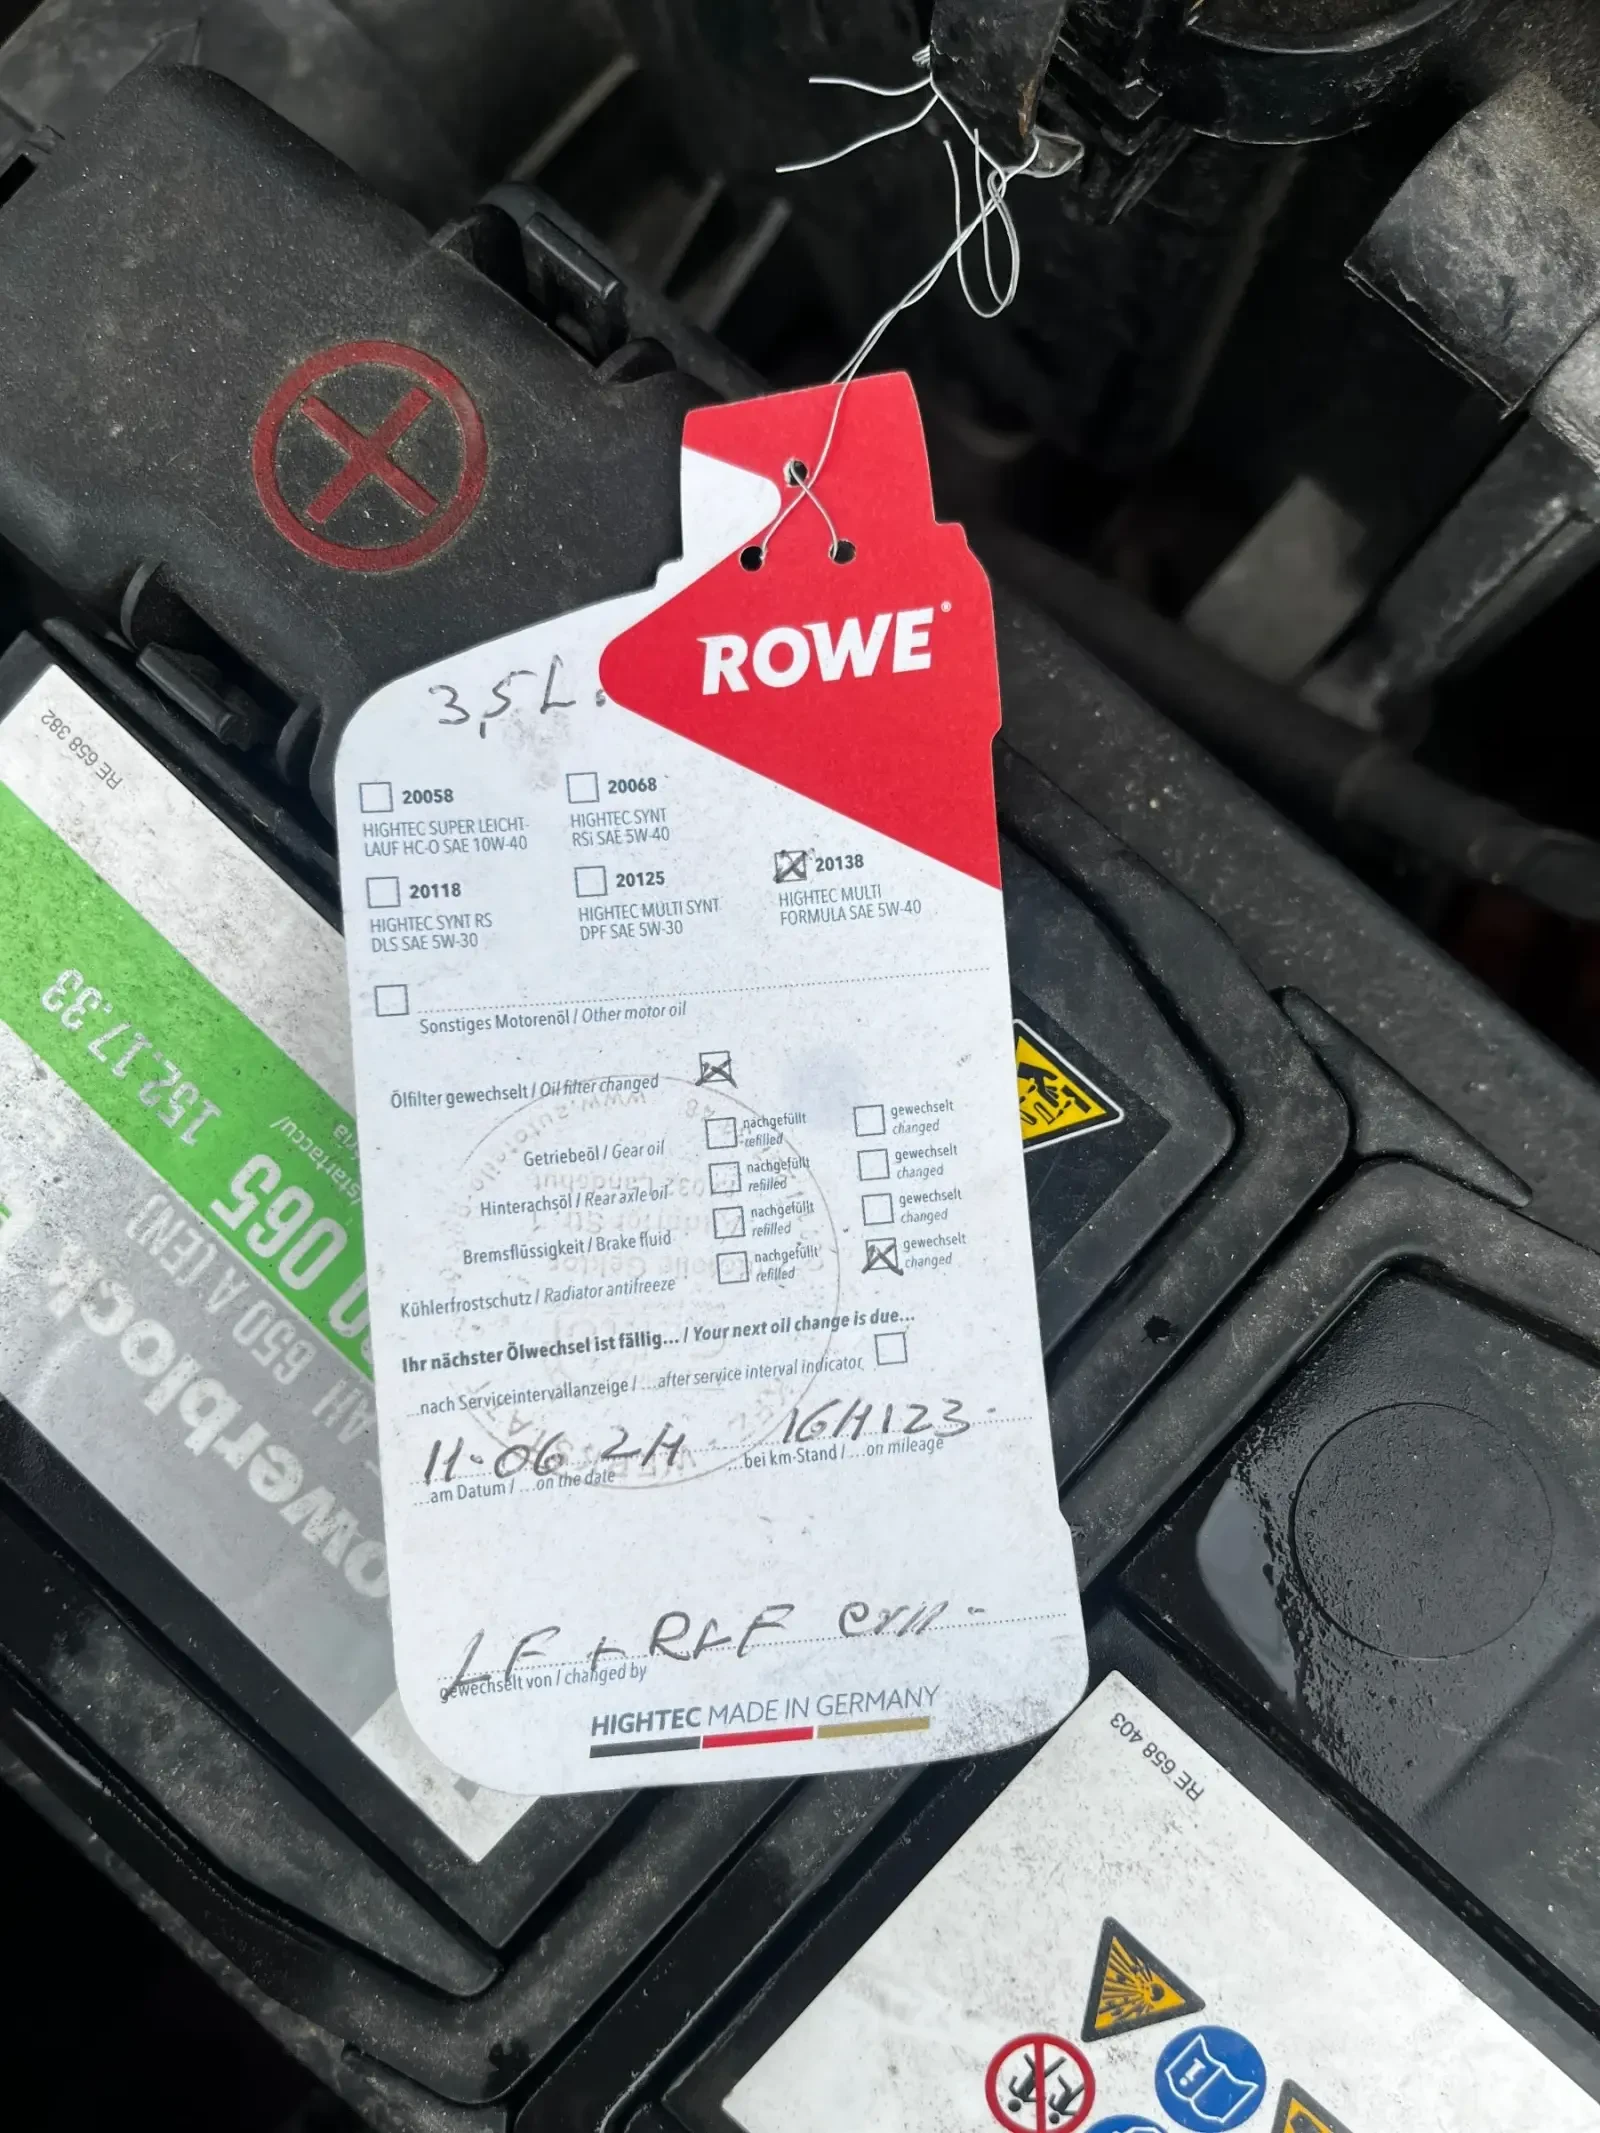 ROWE®
3,5 L.
20058
HIGHTEC SUPER LEICHT-
LAUF HC-O SAE 10W-40
20068
HIGHTEC SYNT
RSi SAE 5W-40
20118
HIGHTEC SYNT RS
DLS SAE 5W-30
20125
HIGHTEC MULTI SYNT
DPF SAE 5W-30
20138
HIGHTEC MULTI
FORMULA SAE 5W-40
Sonstiges Motorenöl / Other motor oil
Ölfilter gewechselt / Oil filter changed
Getriebeöl / Gear oil nachgefüllt refilled gewechselt changed
Hinterachsöl / Rear axle oil nachgefüllt refilled gewechselt changed
Bremsflüssigkeit / Brake fluid nachgefüllt refilled gewechselt changed
Kühlerfrostschutz / Radiator antifreeze nachgefüllt refilled gewechselt changed
Ihr nächster Ölwechsel ist fällig... / Your next oil change is due...
...nach Serviceintervallanzeige / ...after service interval indicator
11-06 24 164123
...am Datum / ...on the date ...bei km-Stand / ...on mileage
LF + RLF
gewechselt von / changed by
HIGHTEC MADE IN GERMANY
RE 658 382
152.17.33
065
650 A (EN)
RE 658 403